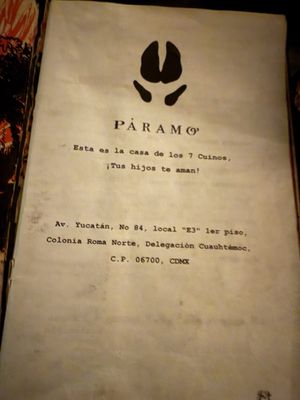 PÁRAMO
Esta es la casa de los 7 Cuinos,
¡Tus hijos te aman!
Av. Yucatán, No 84, local "E3" 1er piso,
Colonia Roma Norte, Delegación Cuauhtémoc,
C.P. 06700, CDMX